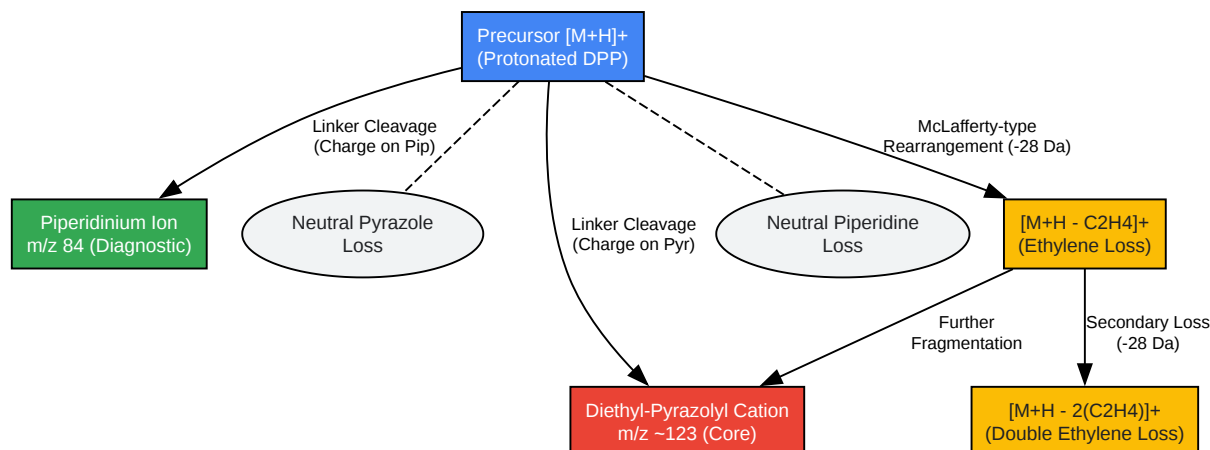 Precursor [M+H]+
(Protonated DPP)
Linker Cleavage
(Charge on Pip)
McLafferty-type
Rearrangement (-28 Da)
Piperidinium Ion
m/z 84 (Diagnostic)
Neutral Pyrazole
Loss
Linker Cleavage
(Charge on Pyr)
Neutral Piperidine
Loss
[M+H - C2H4]+
(Ethylene Loss)
Further
Fragmentation
Secondary Loss
(-28 Da)
Diethyl-Pyrazolyl Cation
m/z ~123 (Core)
[M+H - 2(C2H4)]+
(Double Ethylene Loss)